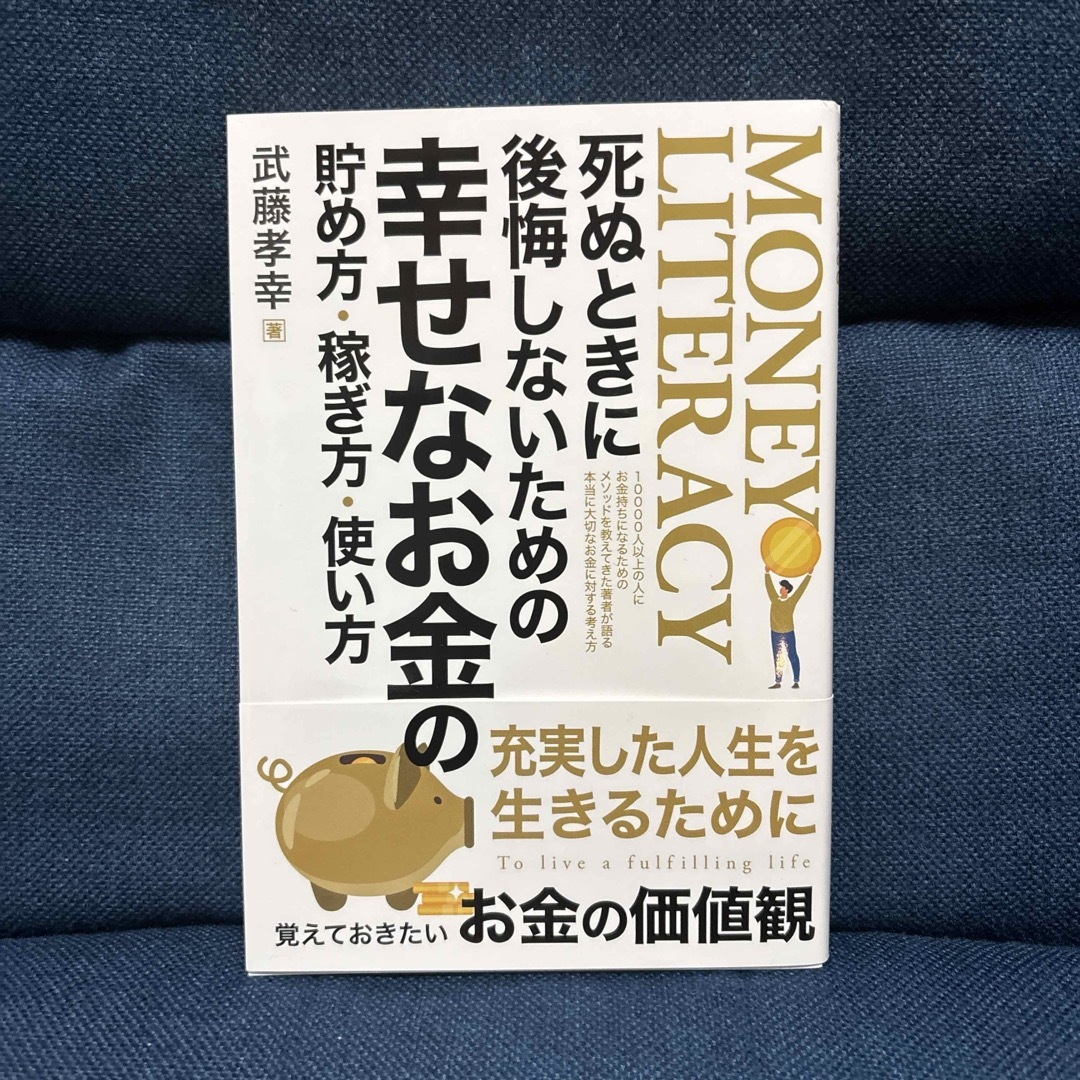 MONEY
LITERACY
死ぬときに
後悔しないための
幸せなお金の
貯め方・稼ぎ方・使い方
10000人以上の人に
お金持ちになるための
メソッドを教えてきた著者が語る
本当に大切なお金に対する考え方
武藤孝幸 著
充実した人生を
生きるために
To live a fulfilling life
覚えておきたい お金の価値観